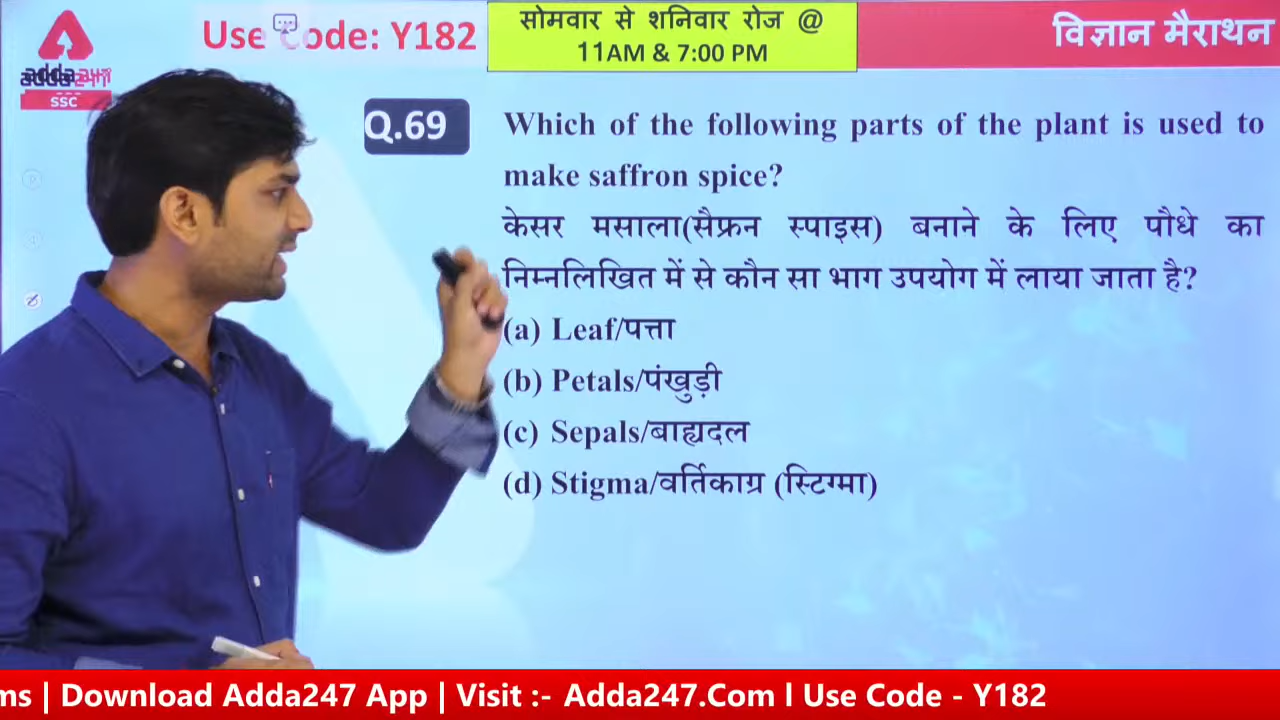 Use Code: Y182
सोमवार से शनिवार रोज @
11AM & 7:00 PM
विज्ञान मैराथन
adda247
SSC
Q.69
Which of the following parts of the plant is used to
make saffron spice?
केसर मसाला(सैफ्रन स्पाइस) बनाने के लिए पौधे का
निम्नलिखित में से कौन सा भाग उपयोग में लाया जाता है?
(a) Leaf/पत्ता
(b) Petals/पंखुड़ी
(c) Sepals/बाह्यदल
(d) Stigma/वर्तिकाग्र (स्टिग्मा)
ms | Download Adda247 App | Visit :- Adda247.Com l Use Code - Y182